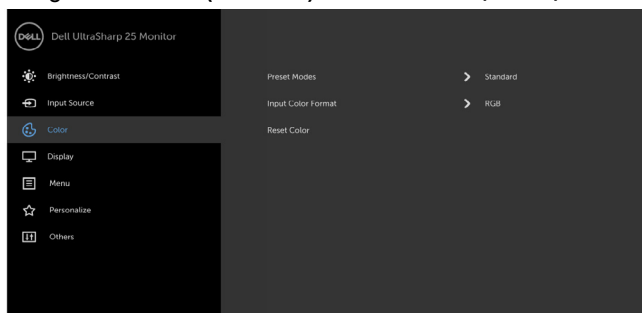 DELL
Dell UltraSharp 25 Monitor
Brightness/Contrast
Input Source
Color
Display
Menu
Personalize
Others
Preset Modes
Standard
Input Color Format
RGB
Reset Color